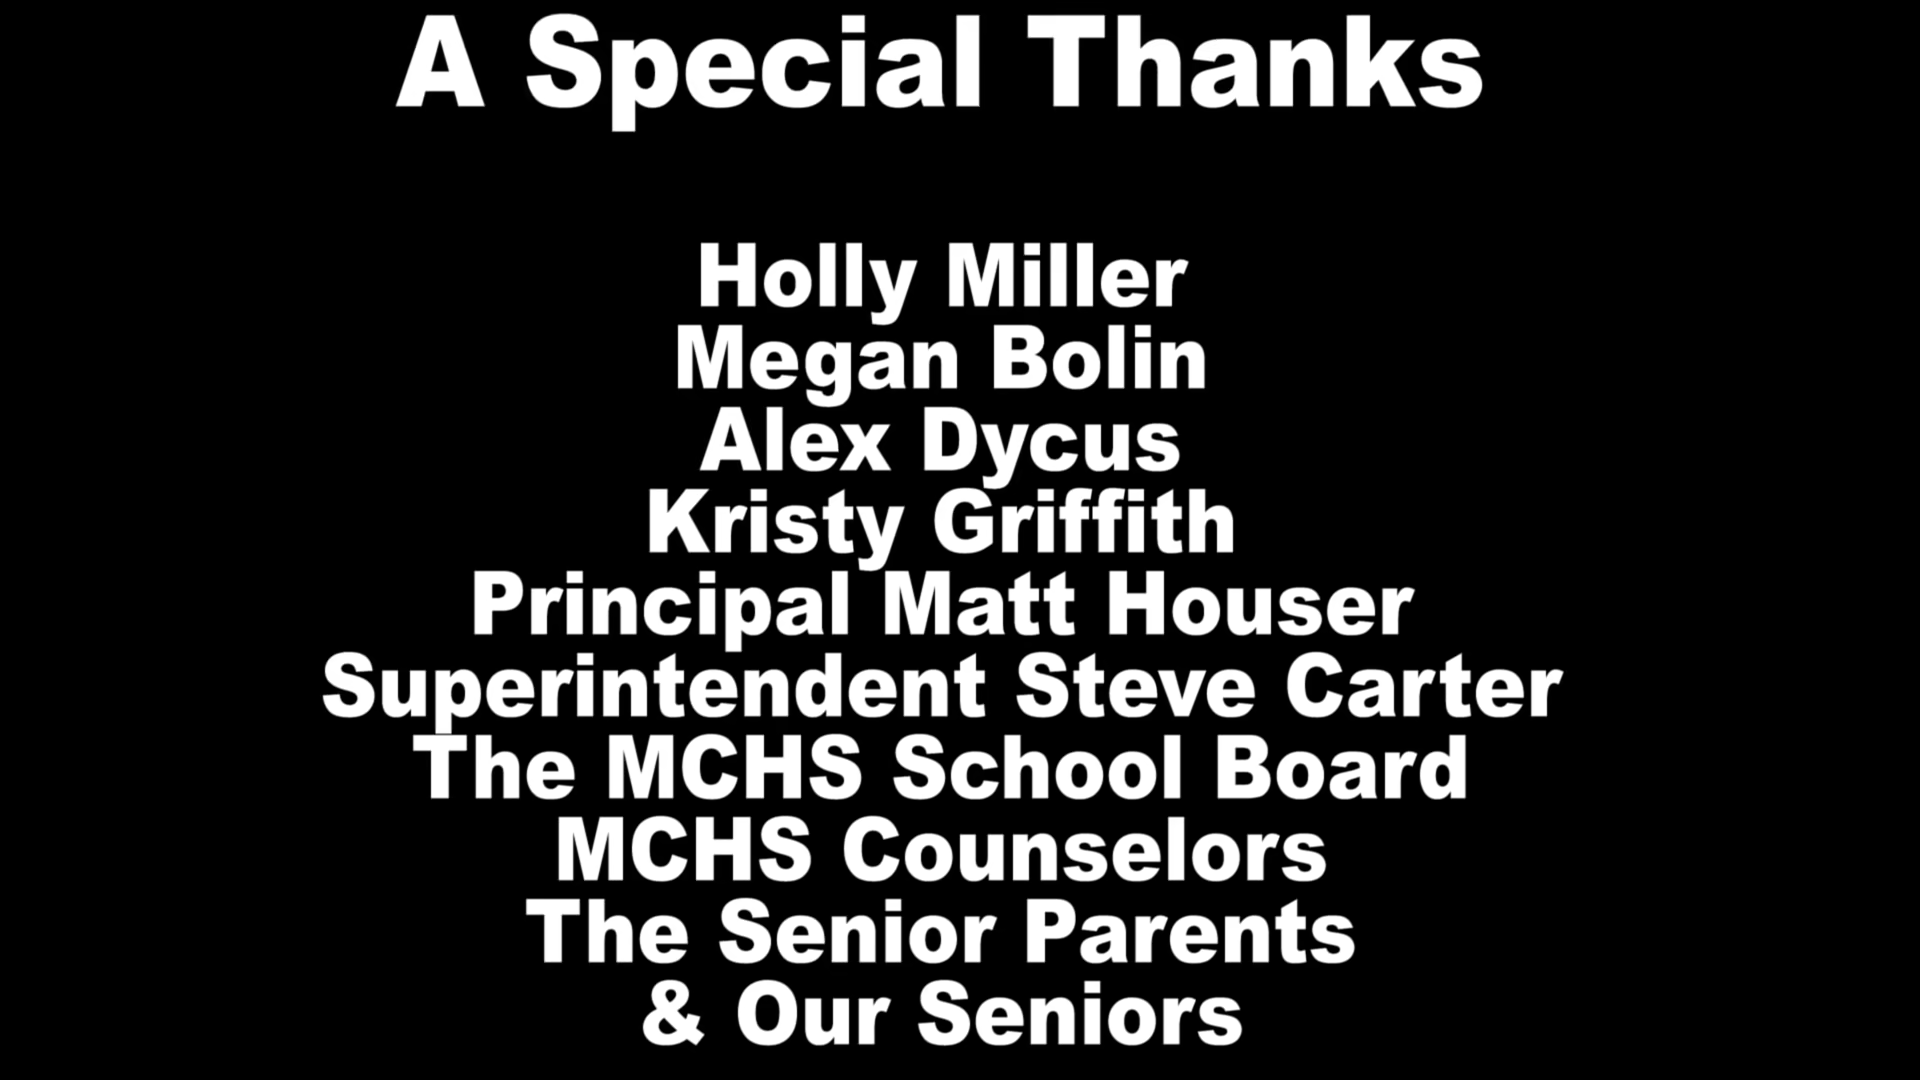 A Special Thanks
Holly Miller
Megan Bolin
Alex Dycus
Kristy Griffith
Principal Matt Houser
Superintendent Steve Carter
The MCHS School Board
MCHS Counselors
The Senior Parents
& Our Seniors